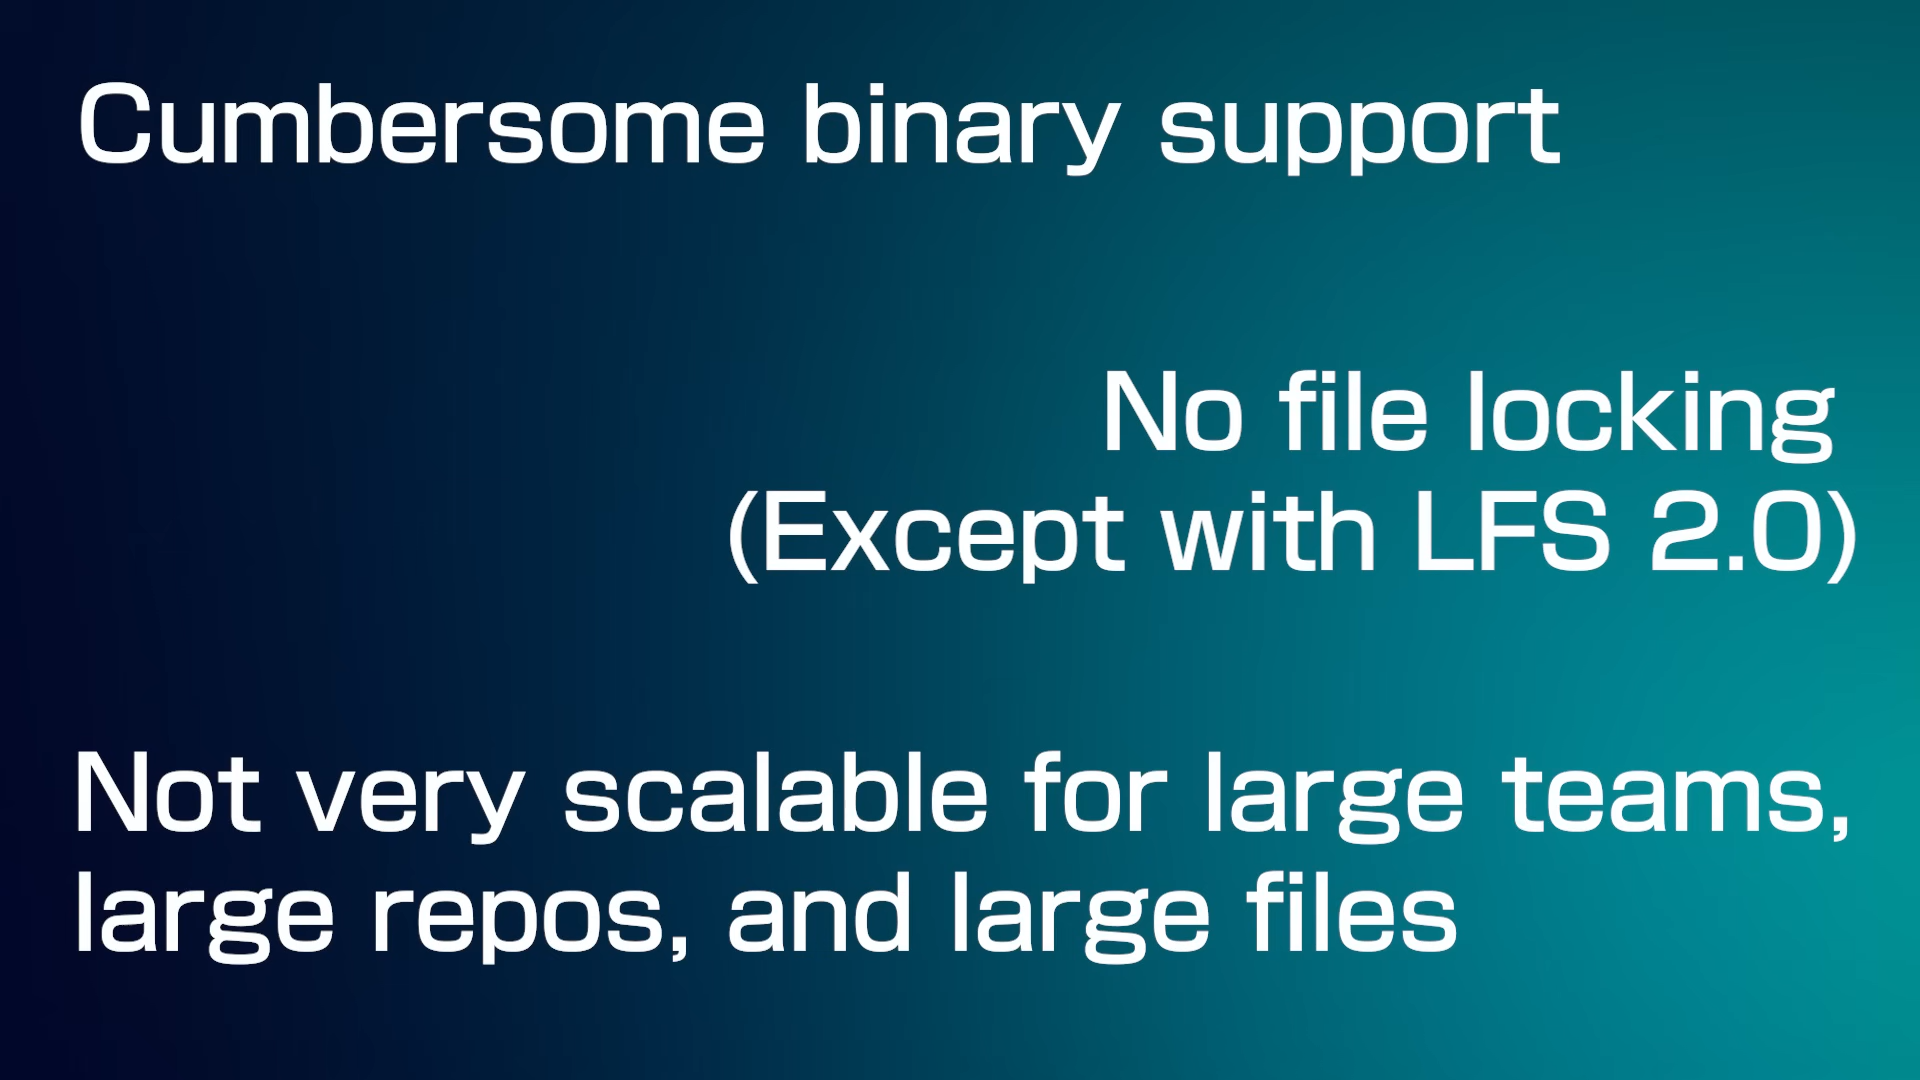 Cumbersome binary support
No file locking
(Except with LFS 2.0)
Not very scalable for large teams,
large repos, and large files